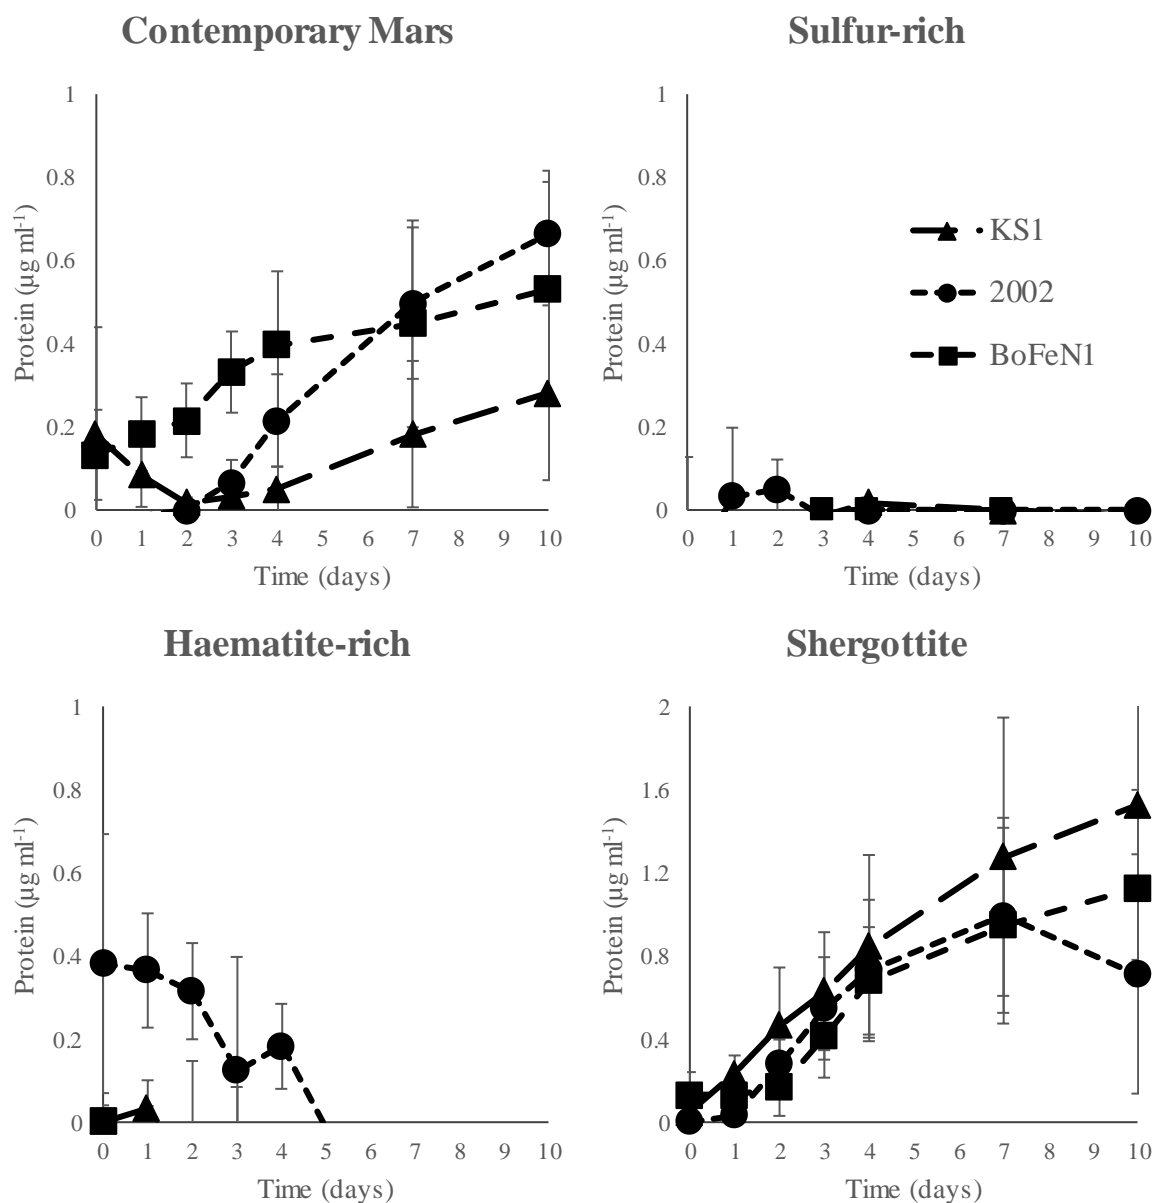 Contemporary Mars
Protein (µg ml⁻¹)
1
0.8
0.6
0.4
0.2
0
0 1 2 3 4 5 6 7 8 9 10
Time (days)
Sulfur-rich
Protein (µg ml⁻¹)
1
0.8
0.6
0.4
0.2
0
KS1
2002
BoFeN1
0 1 2 3 4 5 6 7 8 9 10
Time (days)
Haematite-rich
Protein (µg ml⁻¹)
1
0.8
0.6
0.4
0.2
0
0 1 2 3 4 5 6 7 8 9 10
Time (days)
Shergottite
Protein (µg ml⁻¹)
2
1.6
1.2
0.8
0.4
0
0 1 2 3 4 5 6 7 8 9 10
Time (days)